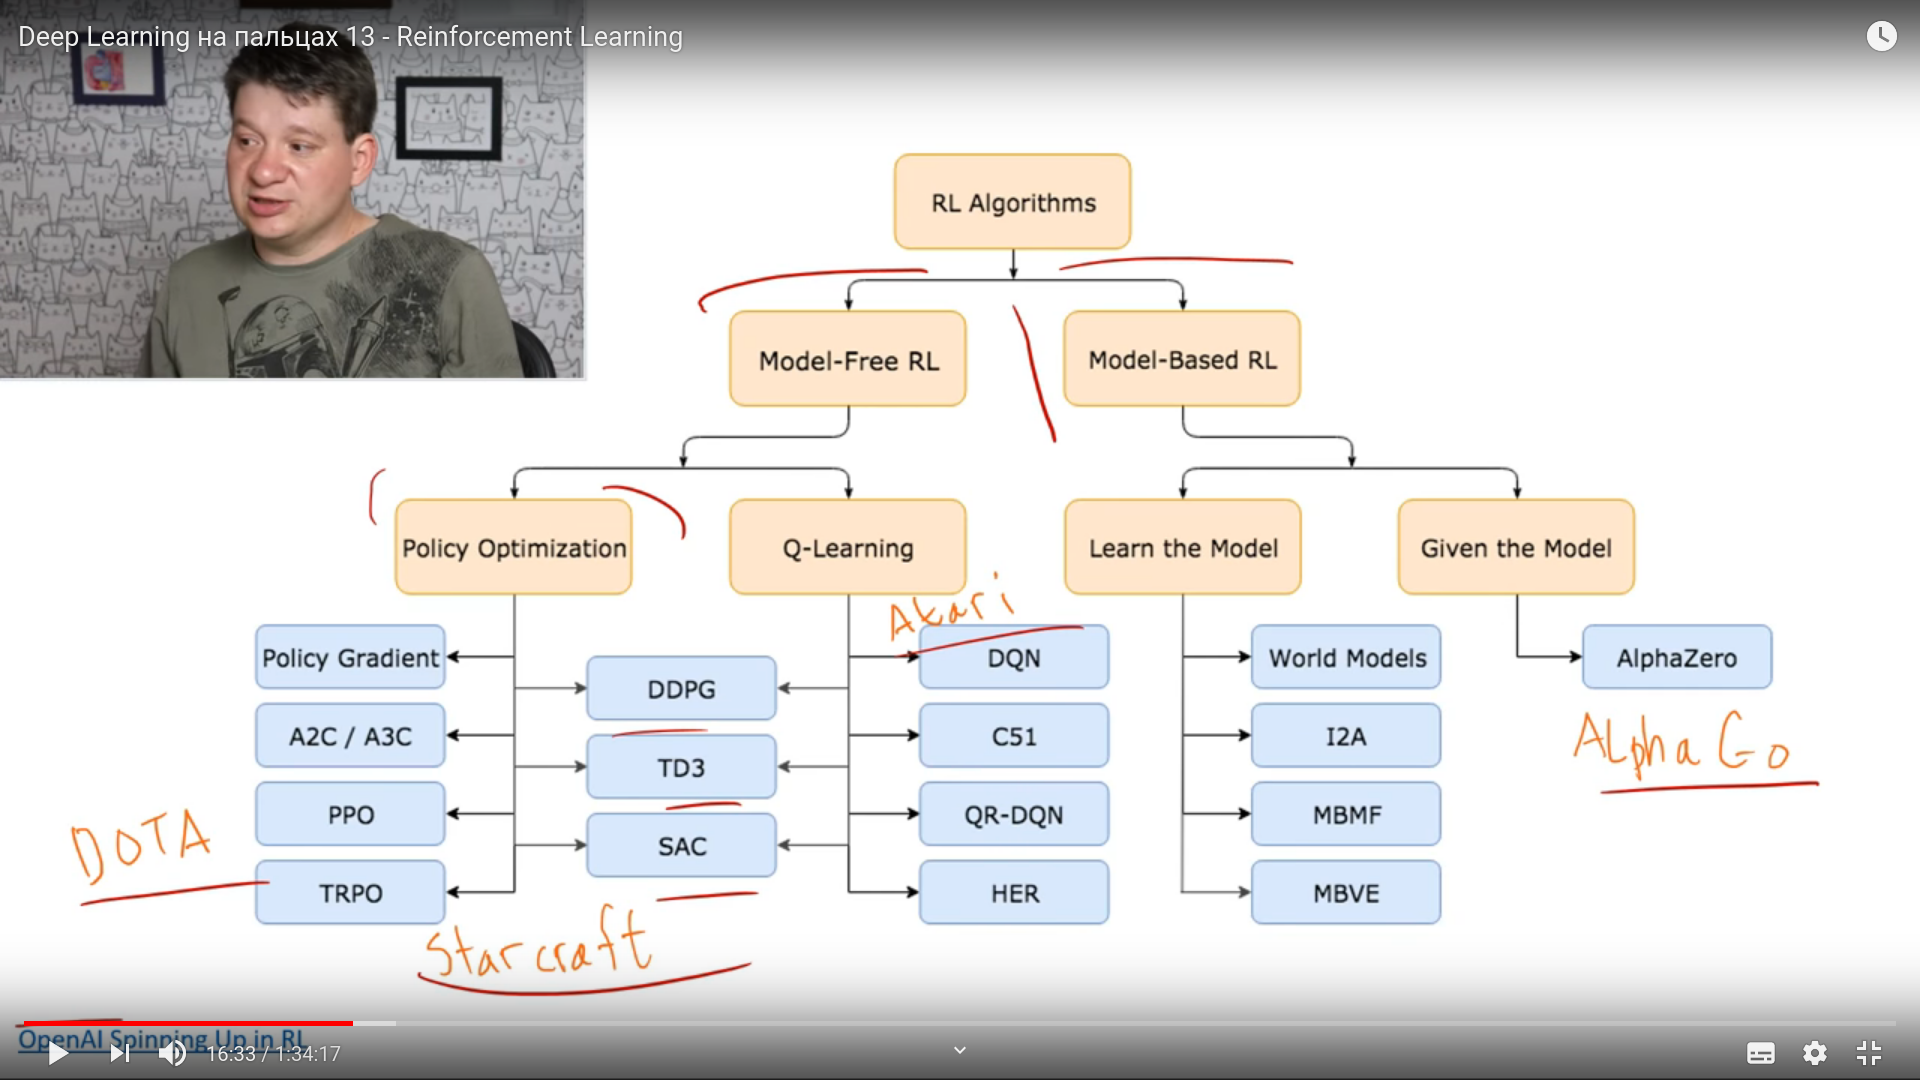 Deep Learning на пальцах 13 - Reinforcement Learning
RL Algorithms
Model-Free RL
Model-Based RL
Policy Optimization
Q-Learning
Learn the Model
Given the Model
Atari
Policy Gradient
DDPG
DQN
World Models
AlphaZero
A2C / A3C
TD3
C51
I2A
AlphaGo
PPO
SAC
QR-DQN
MBMF
DOTA
TRPO
HER
MBVE
Starcraft
OpenAI Spinning Up in RL
16:33 / 1:34:17